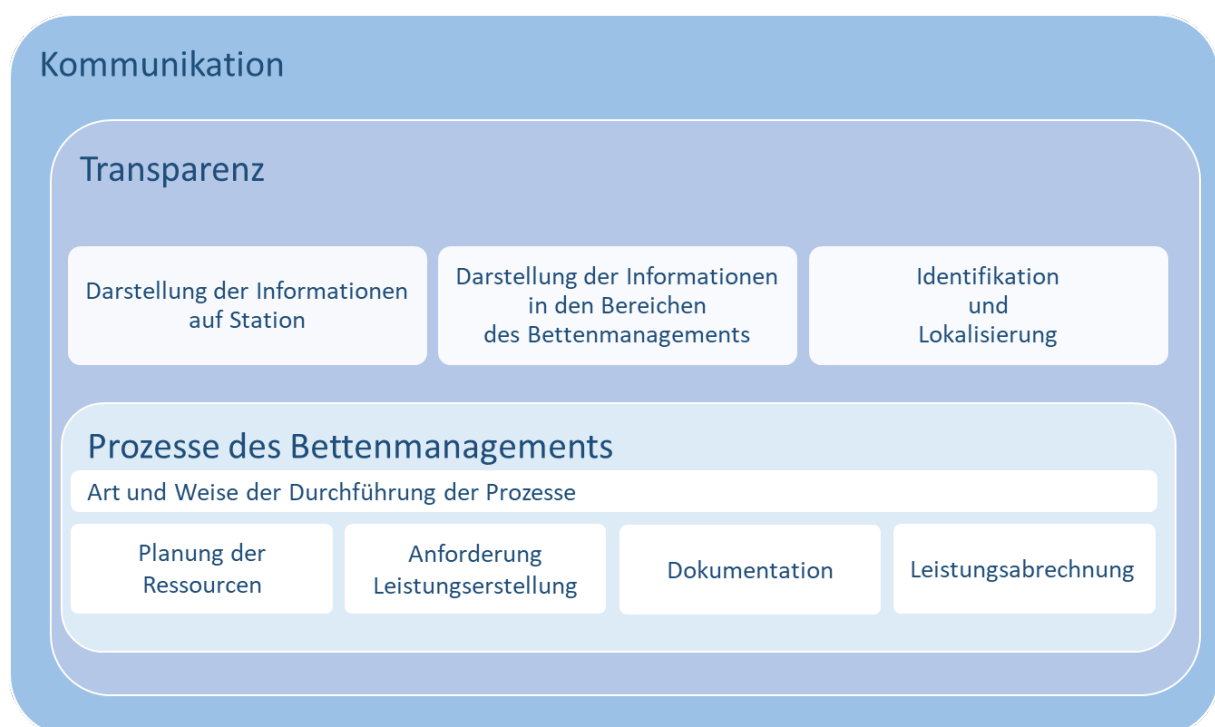 Kommunikation
Transparenz
Darstellung der Informationen
auf Station
Darstellung der Informationen
in den Bereichen
des Bettenmanagements
Identifikation
und
Lokalisierung
Prozesse des Bettenmanagements
Art und Weise der Durchführung der Prozesse
Planung der
Ressourcen
Anforderung
Leistungserstellung
Dokumentation
Leistungsabrechnung